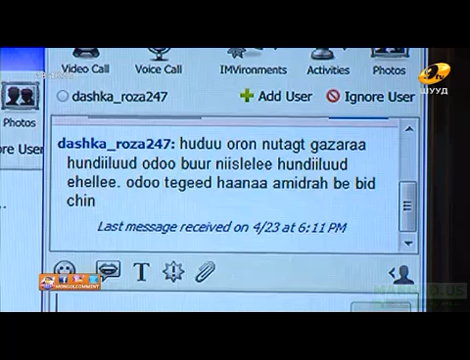 ШУУД
Video Call
Voice Call
IMVironments
Activities
Photos
dashka_roza247
Add User
Ignore User
Photos
re User
dashka_roza247: huduu oron nutagt gazaraa
hundiiluud odoo buur niislelee hundiiluud
ehellee. odoo tegeed haanaa amidrah be bid
chin
Last message received on 4/23 at 6:11 PM
T